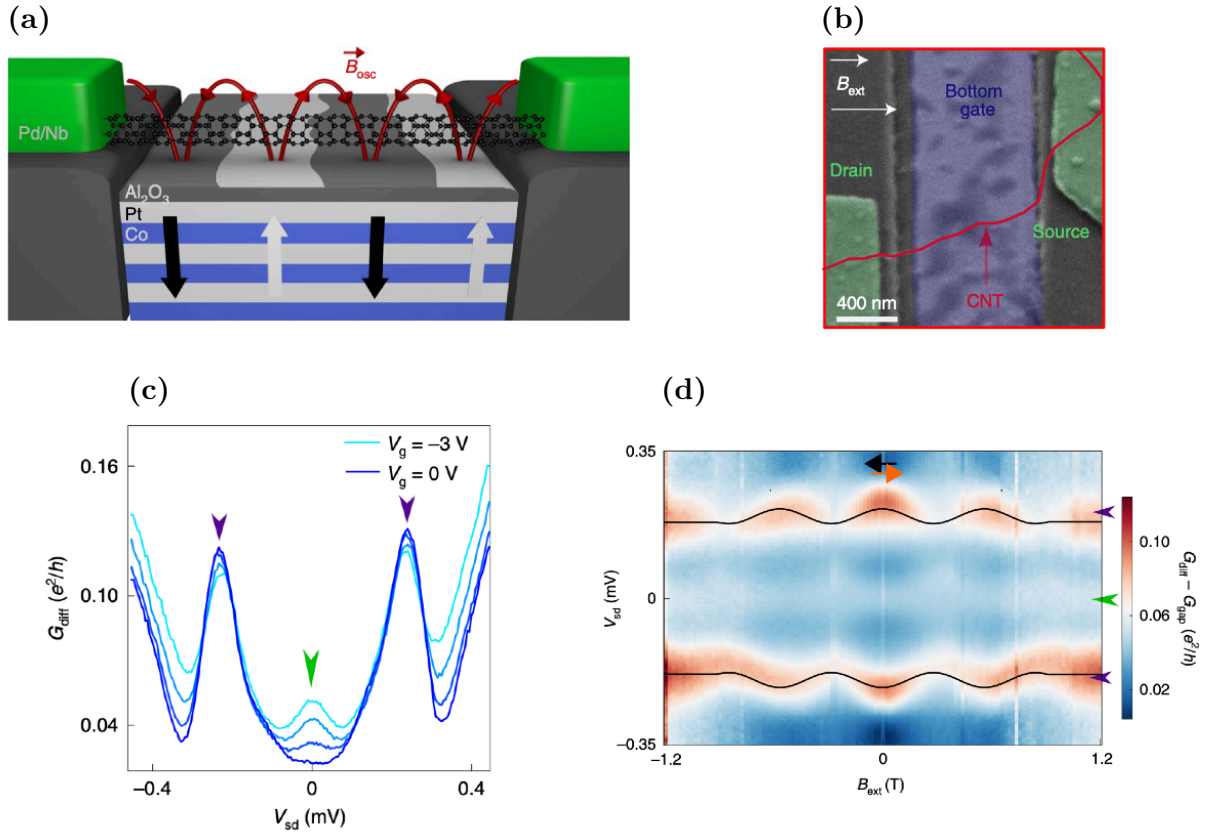 (a)
B_osc
Pd/Nb
Al₂O₃
Pt
Co
(b)
B_ext
Bottom
gate
Drain
Source
CNT
400 nm
(c)
V_g = −3 V
V_g = 0 V
0.16
0.10
0.04
G_diff (e²/h)
−0.4
0
0.4
V_sd (mV)
(d)
0.35
0
−0.35
V_sd (mV)
−1.2
0
1.2
B_ext (T)
0.10
0.06
0.02
G_diff − G_gap (e²/h)